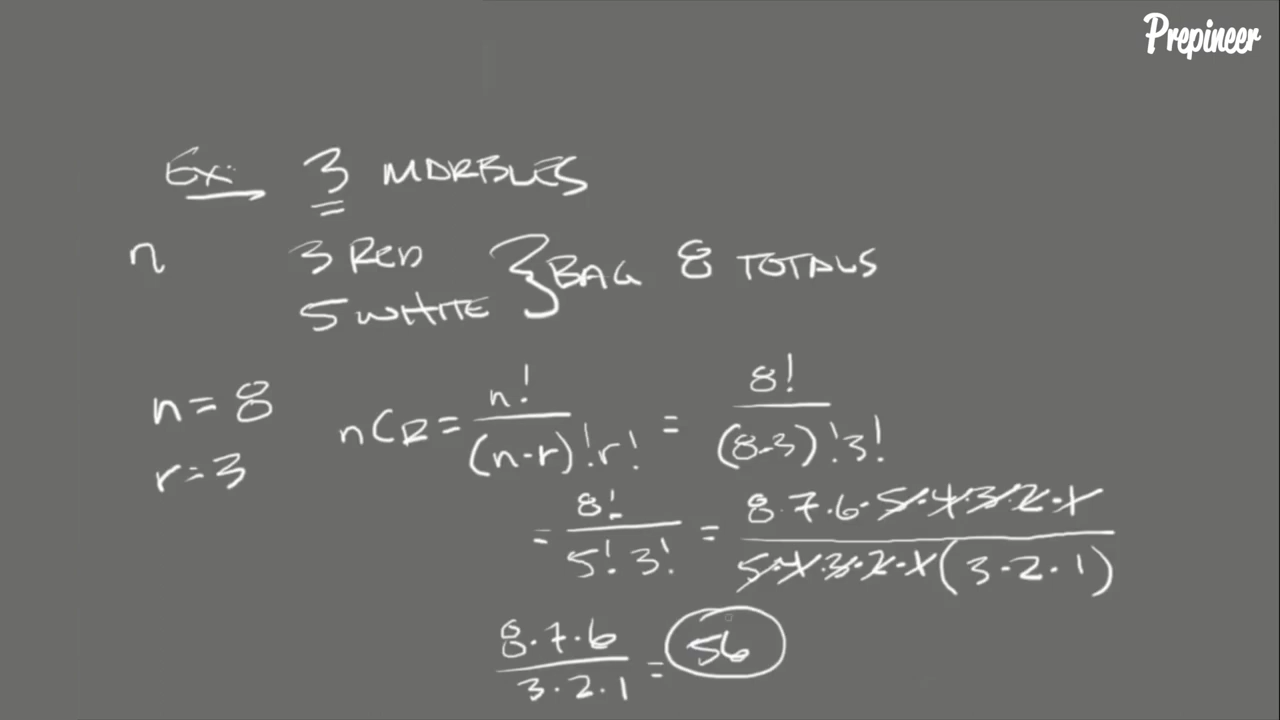 Prepineer
Ex: 3 MARBLES
n 3 RED } BAG 8 TOTALS
5 WHITE
n = 8 nCR = n! / (n-r)! r! = 8! / (8-3)! 3!
r = 3
= 8! / 5! 3! = 8·7·6·5·4·3·2·1 / 5·4·3·2·1 (3·2·1)
8·7·6 / 3·2·1 = 56